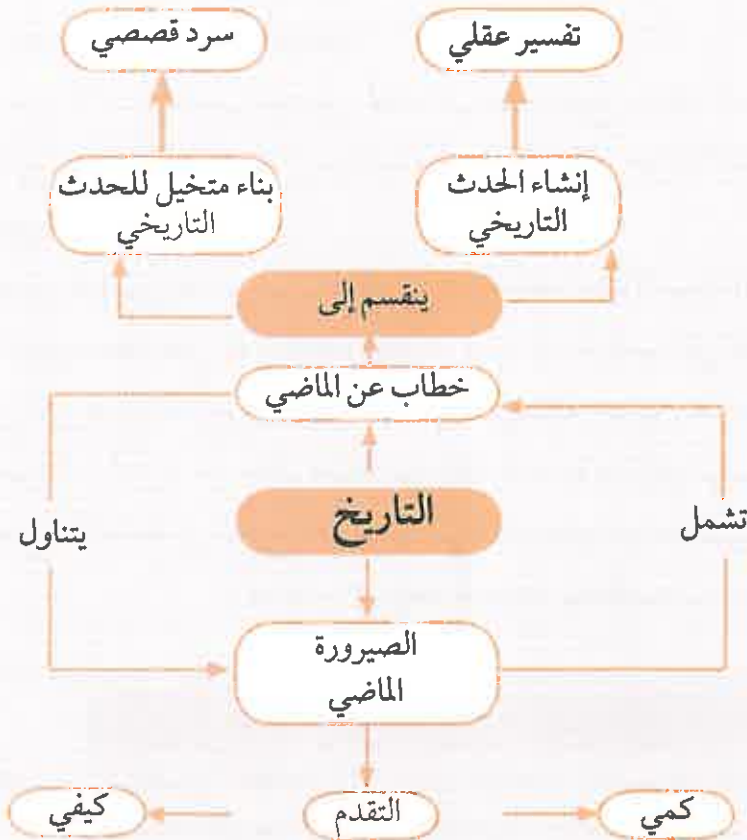 تفسير عقلي
سرد قصصي
إنشاء الحدث
التاريخي
بناء متخيل للحدث
التاريخي
ينقسم إلى
خطاب عن الماضي
التاريخ
تشمل
يتناول
الصيرورة
الماضي
كمي
التقدم
كيفي